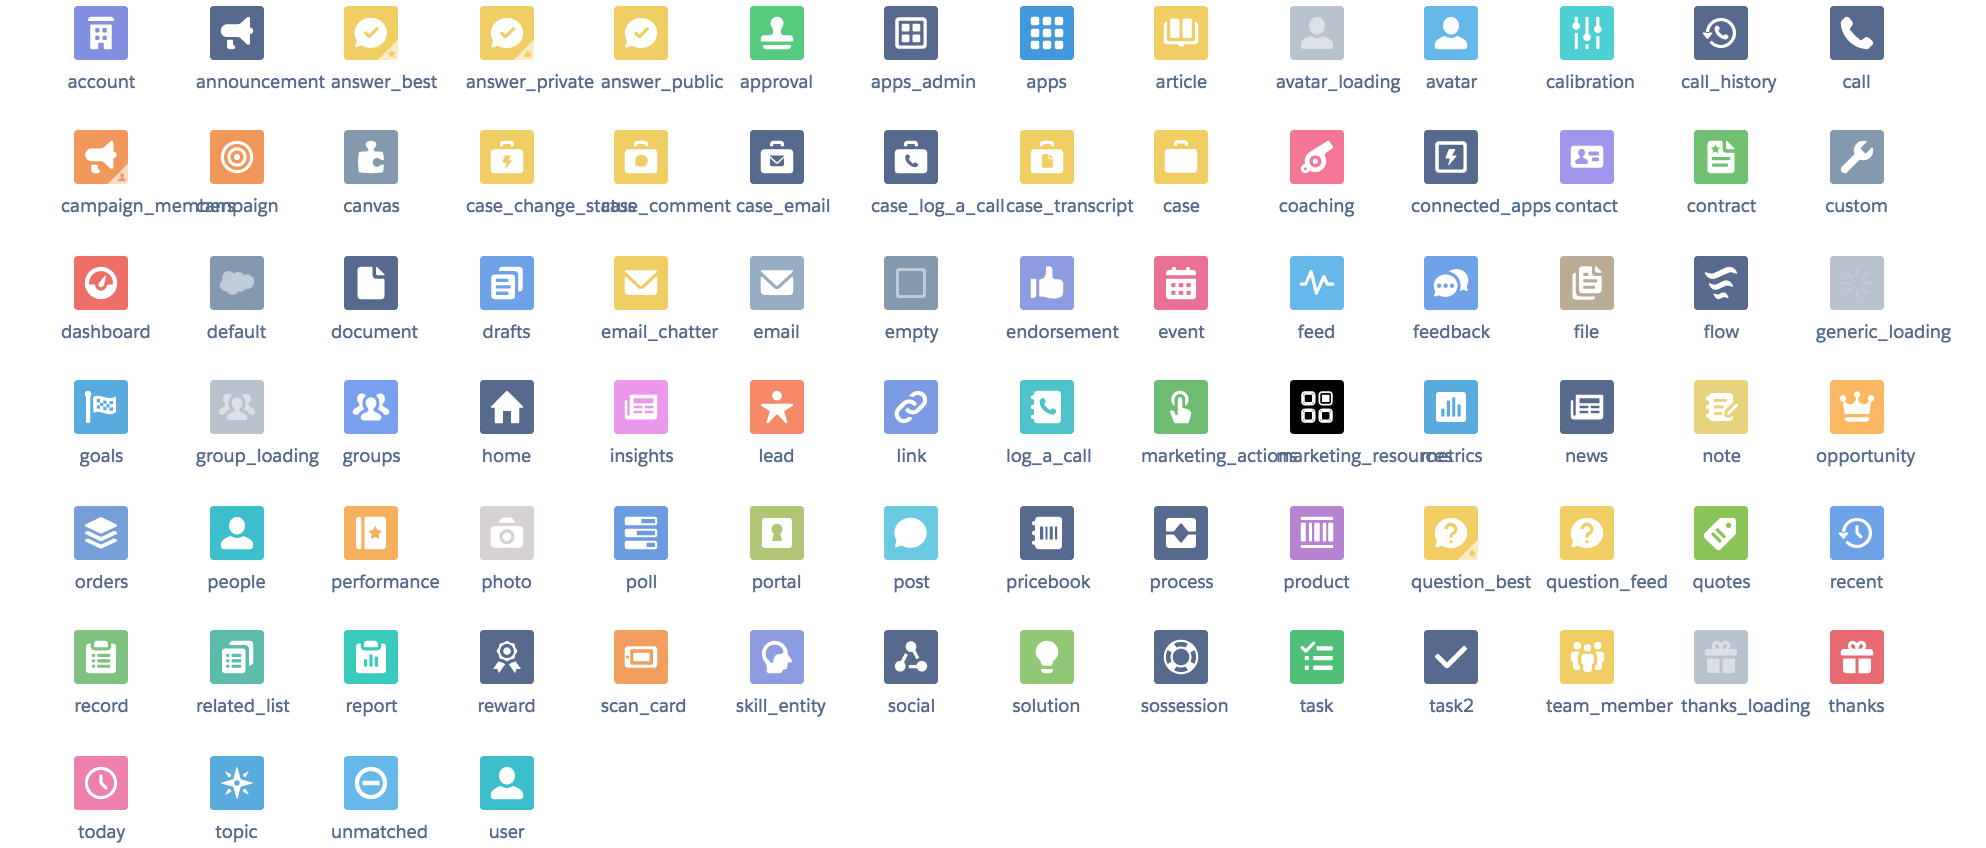 account announcement answer_best answer_private answer_public approval apps_admin apps article avatar_loading avatar calibration call_history call
campaign_members campaign canvas case_change_status case_comment case_email case_log_a_call case_transcript case coaching connected_apps contact contract custom
dashboard default document drafts email_chatter email empty endorsement event feed feedback file flow generic_loading
goals group_loading groups home insights lead link log_a_call marketing_actions marketing_resources metrics news note opportunity
orders people performance photo poll portal post pricebook process product question_best question_feed quotes recent
record related_list report reward scan_card skill_entity social solution sossession task task2 team_member thanks_loading thanks
today topic unmatched user